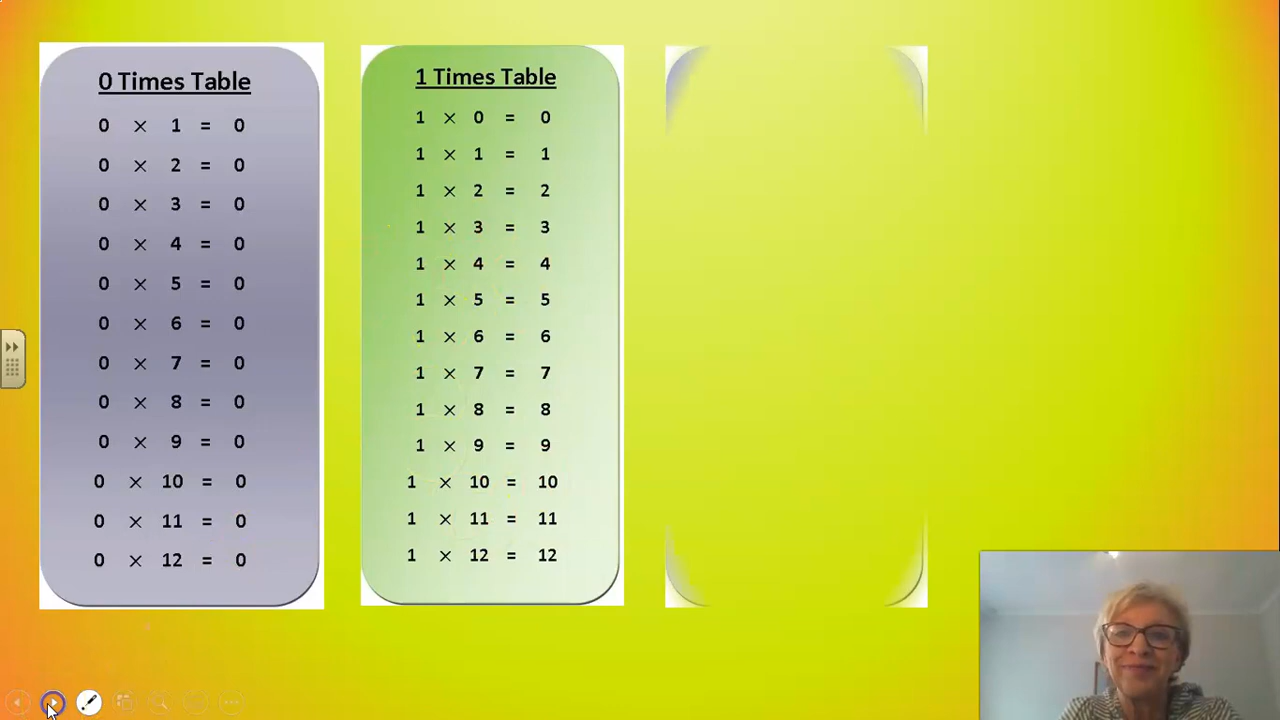 0 Times Table
0 × 1 = 0
0 × 2 = 0
0 × 3 = 0
0 × 4 = 0
0 × 5 = 0
0 × 6 = 0
0 × 7 = 0
0 × 8 = 0
0 × 9 = 0
0 × 10 = 0
0 × 11 = 0
0 × 12 = 0
1 Times Table
1 × 0 = 0
1 × 1 = 1
1 × 2 = 2
1 × 3 = 3
1 × 4 = 4
1 × 5 = 5
1 × 6 = 6
1 × 7 = 7
1 × 8 = 8
1 × 9 = 9
1 × 10 = 10
1 × 11 = 11
1 × 12 = 12